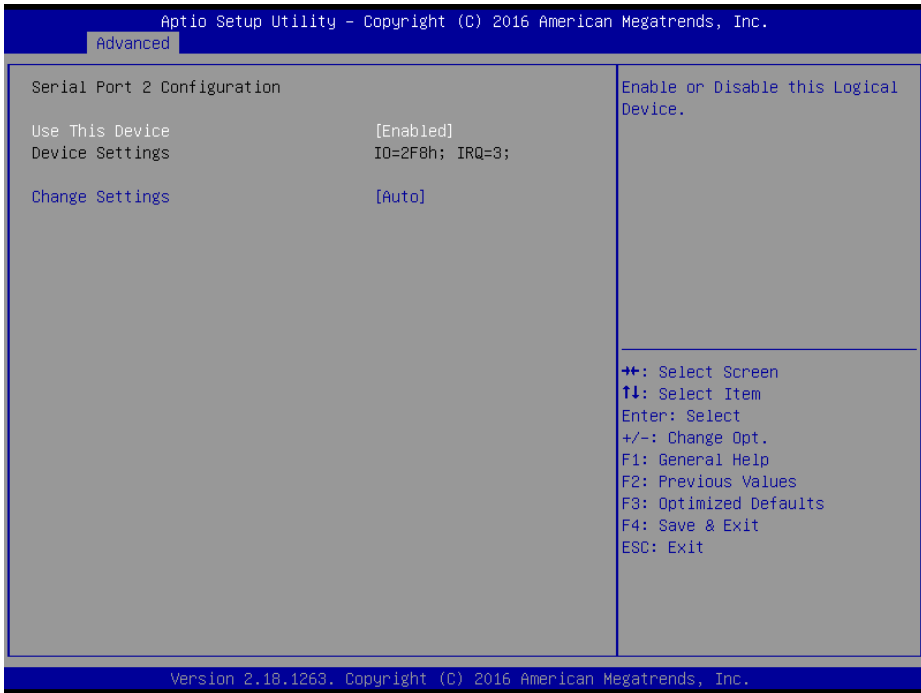 Aptio Setup Utility – Copyright (C) 2016 American Megatrends, Inc.
Advanced
Serial Port 2 Configuration
Use This Device [Enabled]
Device Settings IO=2F8h; IRQ=3;
Change Settings [Auto]
Enable or Disable this Logical
Device.
→←: Select Screen
↑↓: Select Item
Enter: Select
+/-: Change Opt.
F1: General Help
F2: Previous Values
F3: Optimized Defaults
F4: Save & Exit
ESC: Exit
Version 2.18.1263. Copyright (C) 2016 American Megatrends, Inc.